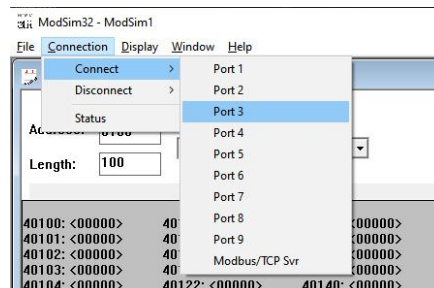 ModSim32 - ModSim1
File Connection Display Window Help
Connect > Port 1
Disconnect > Port 2
Status Port 3
Port 4
Length: 100 Port 5
Port 6
Port 7
Port 8
Port 9
Modbus/TCP Svr
40100: <00000> 00000>
40101: <00000> 00000>
40102: <00000> 00000>
40103: <00000> 00000>
40104: <00000> 40122: <00000> 40140: <00000>